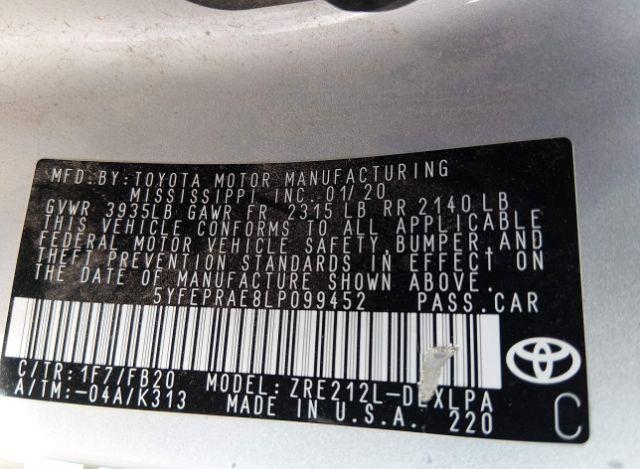 MFD. BY: TOYOTA MOTOR MANUFACTURING
MISSISSIPPI, INC. 01/20
GVWR 3935LB GAWR FR 2315 LB RR 2140 LB
THIS VEHICLE CONFORMS TO ALL APPLICABLE
FEDERAL MOTOR VEHICLE SAFETY, BUMPER, AND
THEFT PREVENTION STANDARDS IN EFFECT ON
THE DATE OF MANUFACTURE SHOWN ABOVE.
5YFEPRAE8LP099452 PASS.CAR
C/TR: 1F7/FB20 MODEL: ZRE212L-
A/TM:-04A/K313 MADE IN U.S.A. 220
C